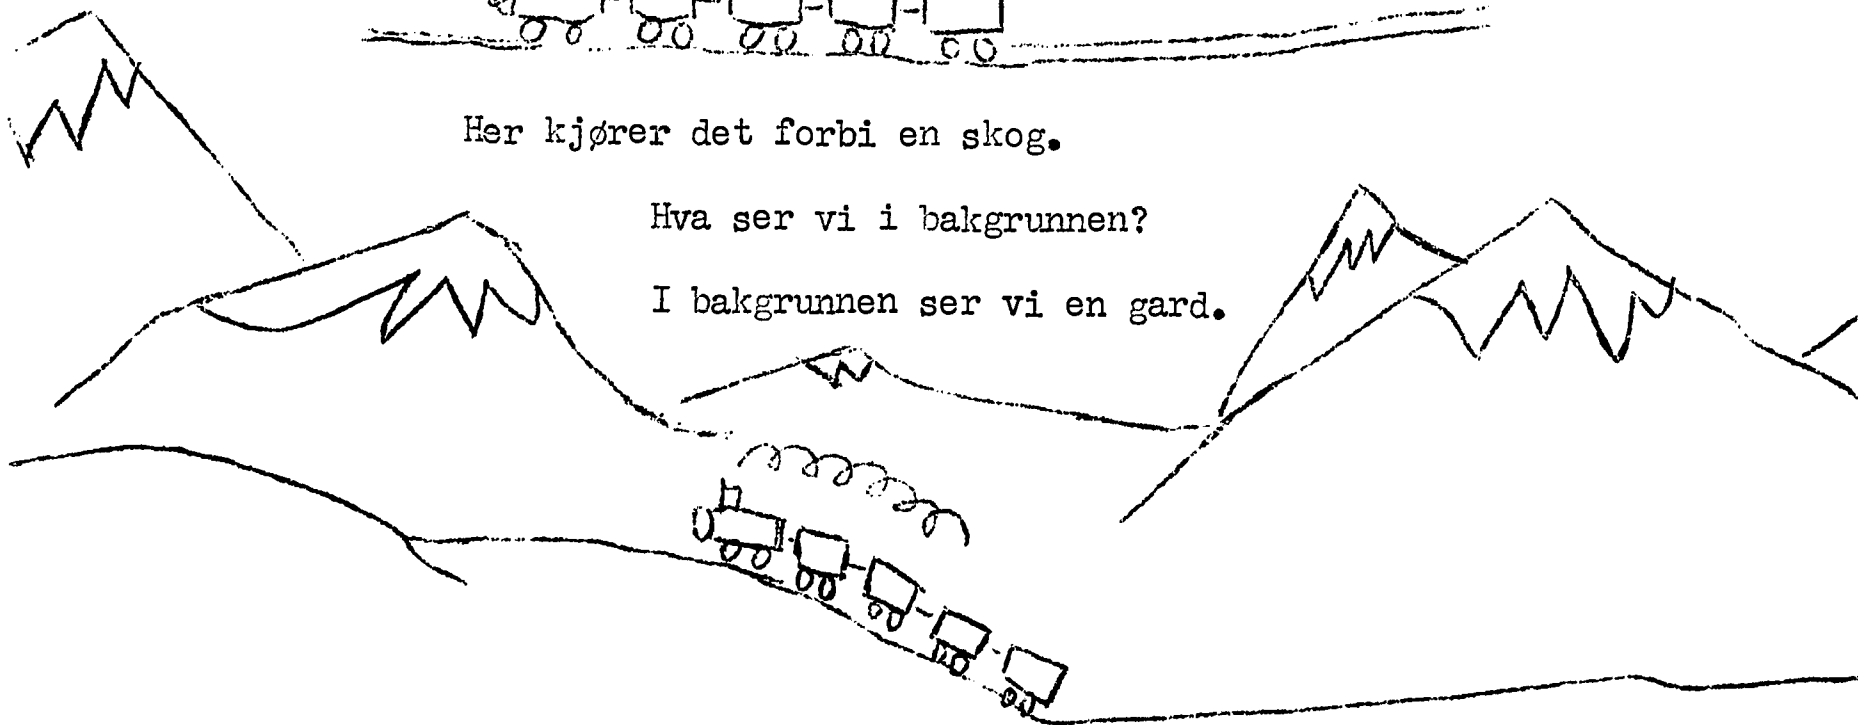 Her kjører det forbi en skog.
Hva ser vi i bakgrunnen?
I bakgrunnen ser vi en gard.